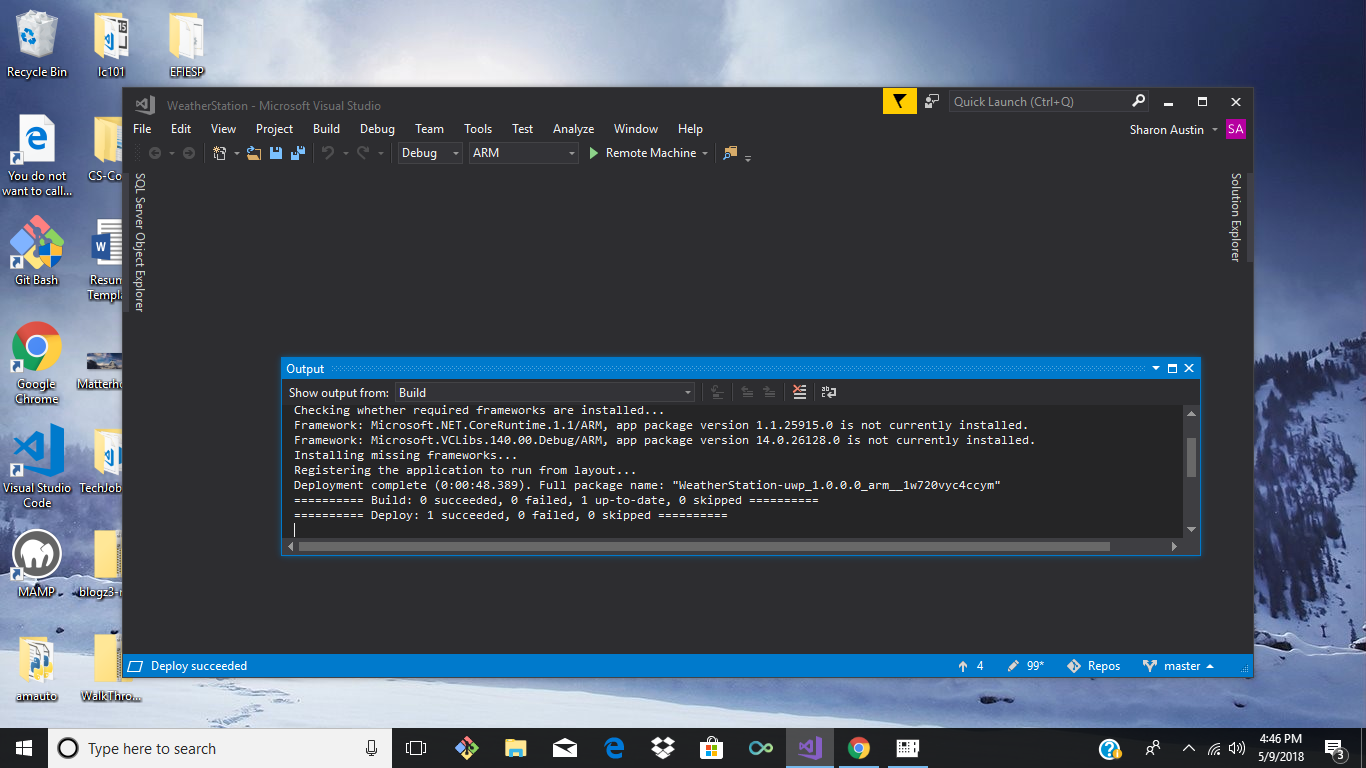 Recycle Bin
lc101
EFIESP
You do not
want to call...
CS-Co
Git Bash
Resu
Templ
Google
Chrome
Matterh
Visual Studio
Code
TechJob
MAMP
blogz3-
amauto
WalkThro...
WeatherStation - Microsoft Visual Studio
Quick Launch (Ctrl+Q)
File Edit View Project Build Debug Team Tools Test Analyze Window Help
Sharon Austin SA
Debug ARM Remote Machine
SQL Server Object Explorer
Solution Explorer
Output
Show output from: Build
Checking whether required frameworks are installed...
Framework: Microsoft.NET.CoreRuntime.1.1/ARM, app package version 1.1.25915.0 is not currently installed.
Framework: Microsoft.VCLibs.140.00.Debug/ARM, app package version 14.0.26128.0 is not currently installed.
Installing missing frameworks...
Registering the application to run from layout...
Deployment complete (0:00:48.389). Full package name: "WeatherStation-uwp_1.0.0.0_arm__1w720vyc4ccym"
========== Build: 0 succeeded, 0 failed, 1 up-to-date, 0 skipped ==========
========== Deploy: 1 succeeded, 0 failed, 0 skipped ==========
Deploy succeeded
4 99* Repos master
Type here to search
4:46 PM
5/9/2018
3